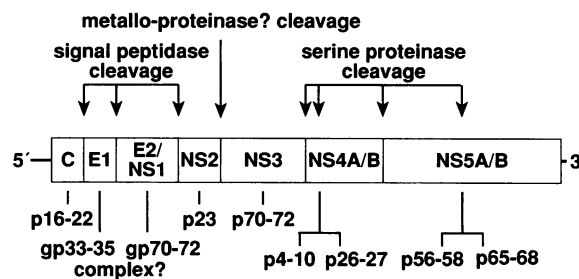 metallo-proteinase? cleavage
signal peptidase
cleavage
serine proteinase
cleavage
5´ C E1 E2/ NS2 NS3 NS4A/B NS5A/B 3
NS1
p16-22 p23 p70-72
gp33-35 gp70-72 p4-10 p26-27 p56-58 p65-68
complex?